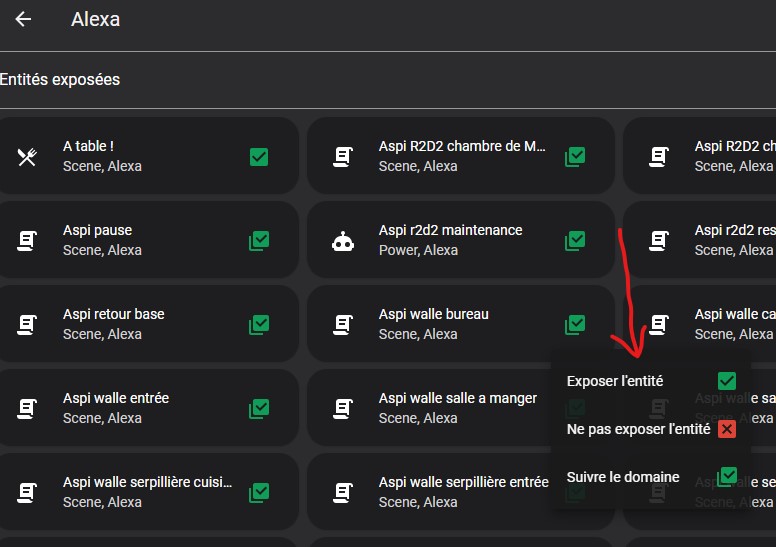 Alexa
Entités exposées
A table !
Scene, Alexa
Aspi R2D2 chambre de M...
Scene, Alexa
Aspi R2D2 ch
Scene, Alexa
Aspi pause
Scene, Alexa
Aspi r2d2 maintenance
Power, Alexa
Aspi r2d2 res
Scene, Alexa
Aspi retour base
Scene, Alexa
Aspi walle bureau
Scene, Alexa
Aspi walle ca
Scene, Alexa
Aspi walle entrée
Scene, Alexa
Aspi walle salle a manger
Scene, Alexa
Aspi walle sa
Scene, Alexa
Aspi walle serpillière cuisi...
Scene, Alexa
Aspi walle serpillière entrée
Scene, Alexa
Aspi walle se
Scene, Alexa
Exposer l'entité
Ne pas exposer l'entité
Suivre le domaine